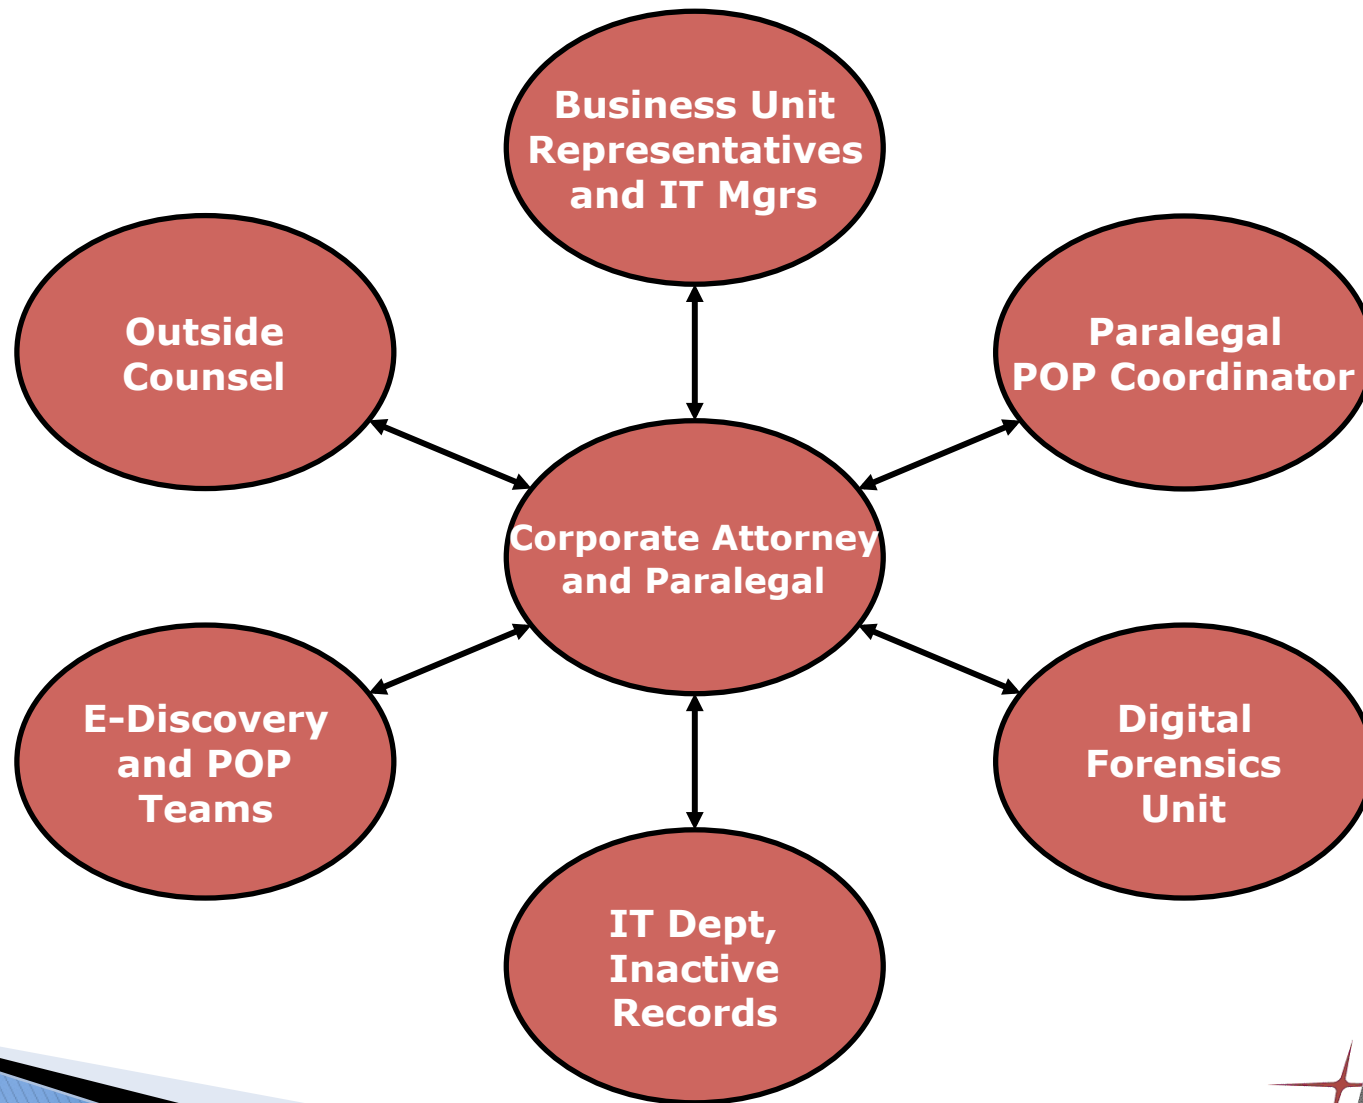 Business Unit
Representatives
and IT Mgrs
Outside
Counsel
Paralegal
POP Coordinator
Corporate Attorney
and Paralegal
E-Discovery
and POP
Teams
Digital
Forensics
Unit
IT Dept,
Inactive
Records